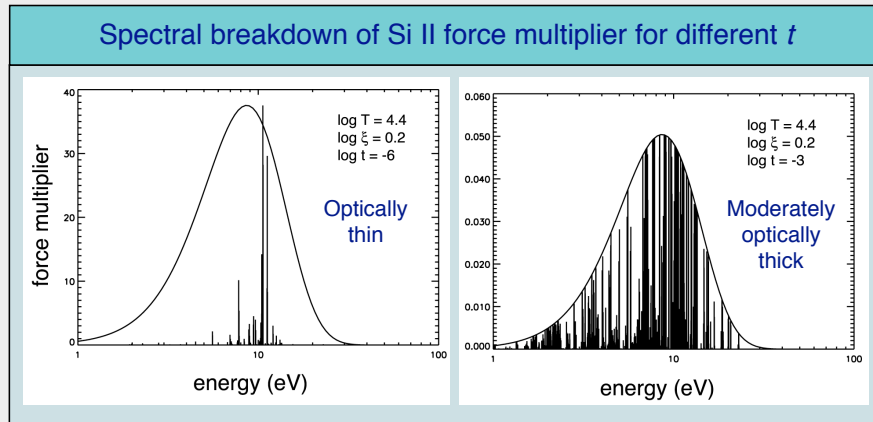 Spectral breakdown of Si II force multiplier for different t
40
30
20
10
0
force multiplier
log T = 4.4
log ξ = 0.2
log t = -6
Optically
thin
1
10
100
energy (eV)
0.060
0.050
0.040
0.030
0.020
0.010
0.000
log T = 4.4
log ξ = 0.2
log t = -3
Moderately
optically
thick
1
10
100
energy (eV)